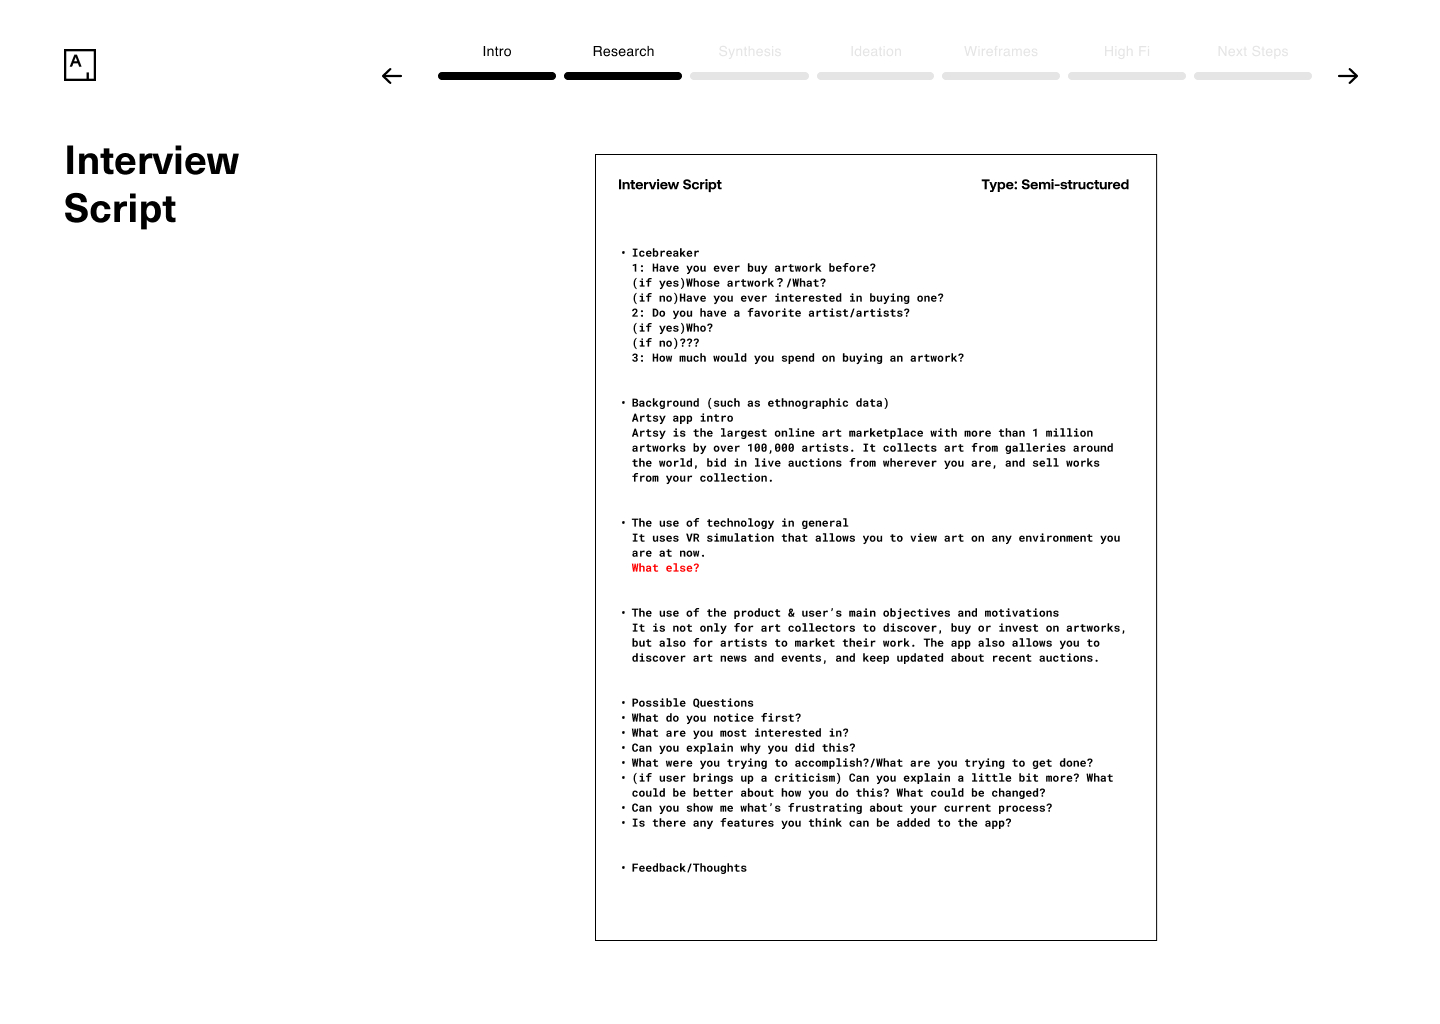 A
Intro
Research
Synthesis
Ideation
Wireframes
High Fi
Next Steps
Interview
Script
Interview Script
Type: Semi-structured
• Icebreaker
1: Have you ever buy artwork before?
(if yes)Whose artwork？/What?
(if no)Have you ever interested in buying one?
2: Do you have a favorite artist/artists?
(if yes)Who?
(if no)???
3: How much would you spend on buying an artwork?
• Background (such as ethnographic data)
Artsy app intro
Artsy is the largest online art marketplace with more than 1 million
artworks by over 100,000 artists. It collects art from galleries around
the world, bid in live auctions from wherever you are, and sell works
from your collection.
• The use of technology in general
It uses VR simulation that allows you to view art on any environment you
are at now.
What else?
• The use of the product & user’s main objectives and motivations
It is not only for art collectors to discover, buy or invest on artworks,
but also for artists to market their work. The app also allows you to
discover art news and events, and keep updated about recent auctions.
• Possible Questions
• What do you notice first?
• What are you most interested in?
• Can you explain why you did this?
• What were you trying to accomplish?/What are you trying to get done?
• (if user brings up a criticism) Can you explain a little bit more? What
could be better about how you do this? What could be changed?
• Can you show me what’s frustrating about your current process?
• Is there any features you think can be added to the app?
• Feedback/Thoughts